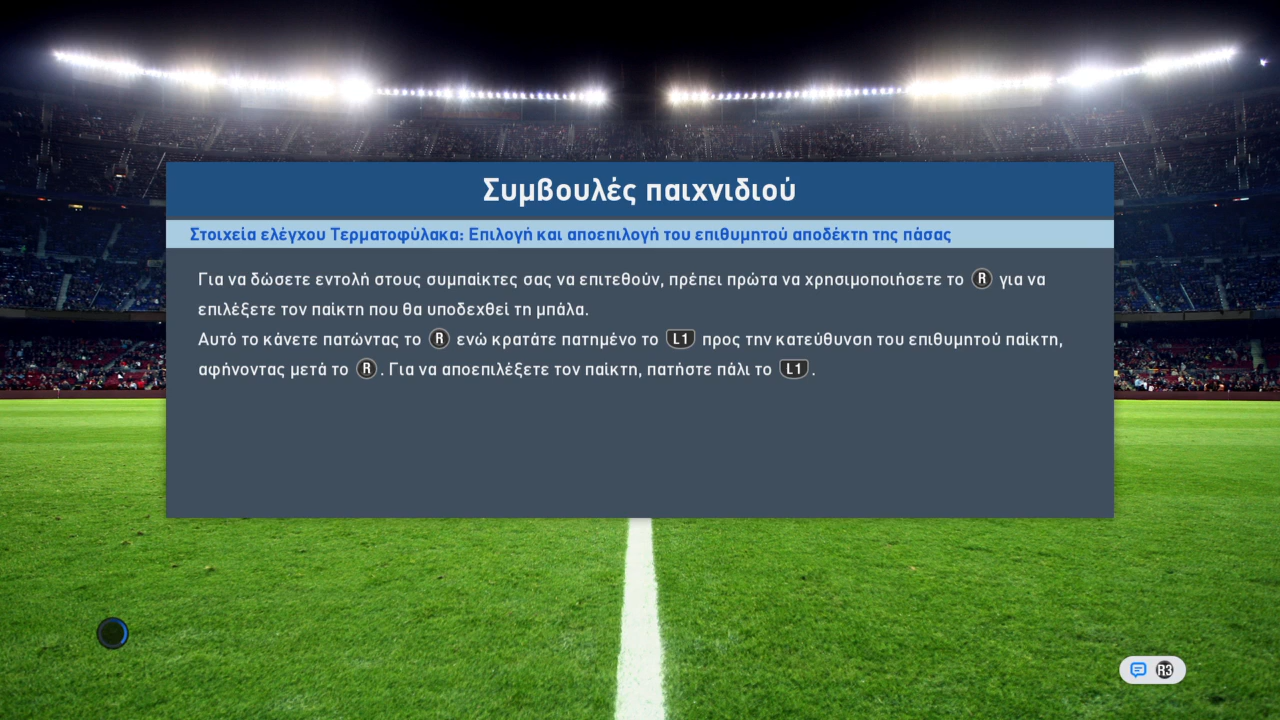 Συμβουλές παιχνιδιού
Στοιχεία ελέγχου Τερματοφύλακα: Επιλογή και αποεπιλογή του επιθυμητού αποδέκτη της πάσας
Για να δώσετε εντολή στους συμπαίκτες σας να επιτεθούν, πρέπει πρώτα να χρησιμοποιήσετε το R για να
επιλέξετε τον παίκτη που θα υποδεχθεί τη μπάλα.
Αυτό το κάνετε πατώντας το R ενώ κρατάτε πατημένο το L1 προς την κατεύθυνση του επιθυμητού παίκτη,
αφήνοντας μετά το R. Για να αποεπιλέξετε τον παίκτη, πατήστε πάλι το L1.
R3